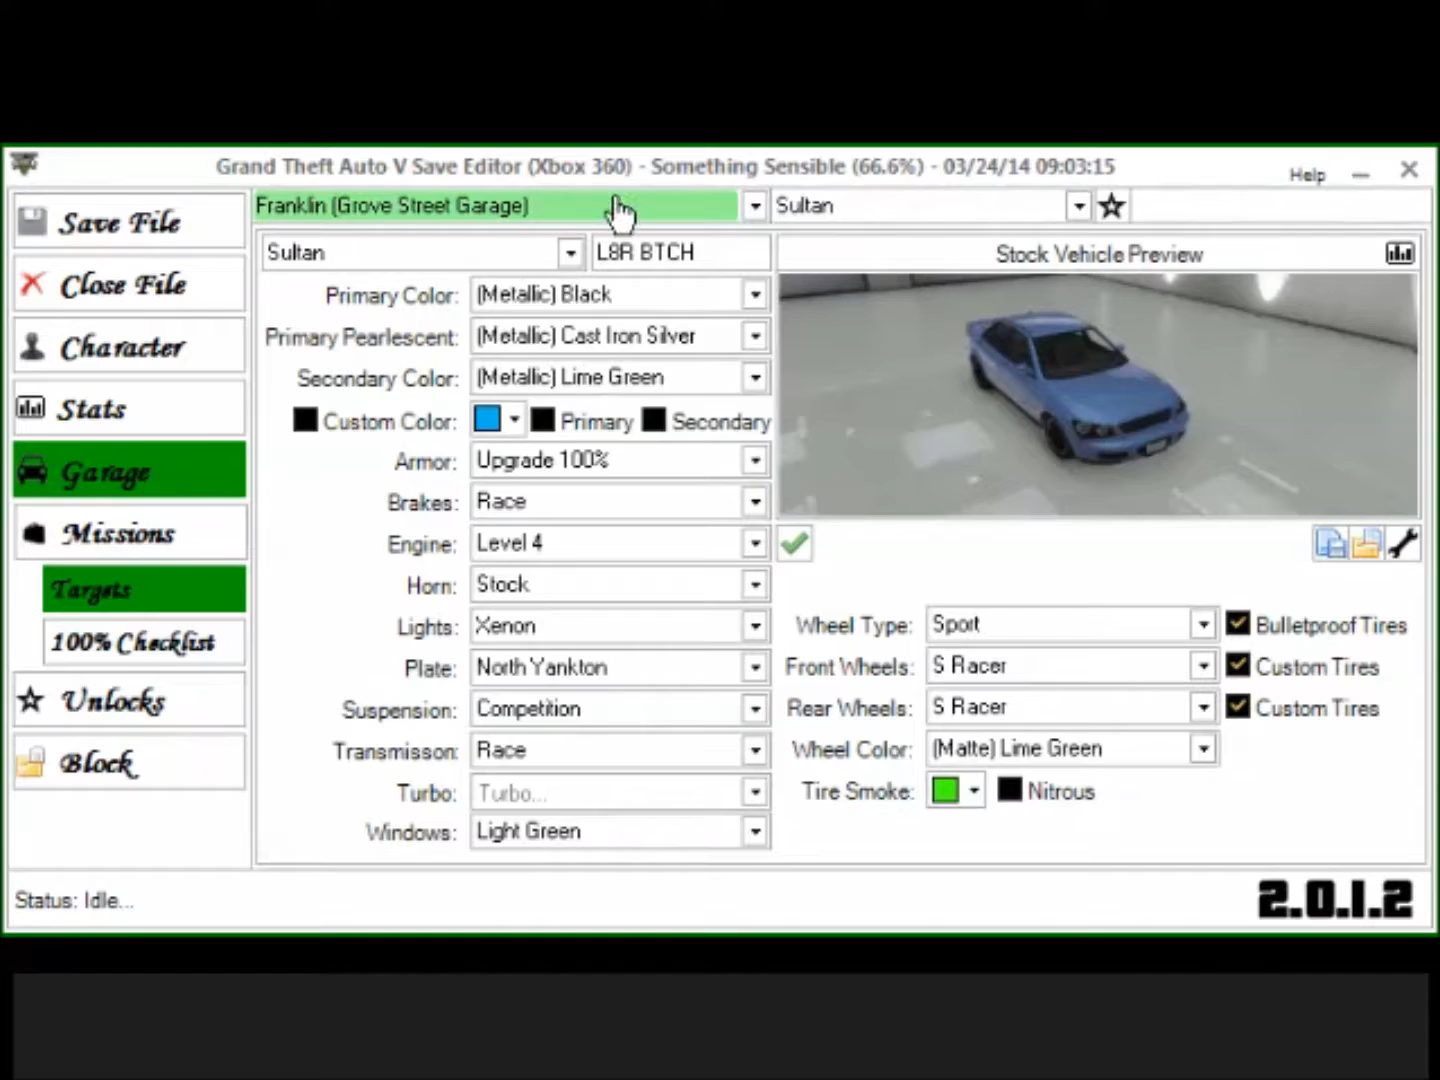 Grand Theft Auto V Save Editor (Xbox 360) - Something Sensible (66.6%) - 03/24/14 09:03:15
Help
Save File
Close File
Character
Stats
Garage
Missions
Targets
100% Checklist
Unlocks
Block
Franklin (Grove Street Garage)
Sultan
Sultan
L8R BTCH
Primary Color: (Metallic) Black
Primary Pearlescent: (Metallic) Cast Iron Silver
Secondary Color: (Metallic) Lime Green
Custom Color: Primary Secondary
Armor: Upgrade 100%
Brakes: Race
Engine: Level 4
Horn: Stock
Lights: Xenon
Plate: North Yankton
Suspension: Competition
Transmisson: Race
Turbo: Turbo...
Windows: Light Green
Stock Vehicle Preview
Wheel Type: Sport Bulletproof Tires
Front Wheels: S Racer Custom Tires
Rear Wheels: S Racer Custom Tires
Wheel Color: (Matte) Lime Green
Tire Smoke: Nitrous
Status: Idle...
2.0.1.2